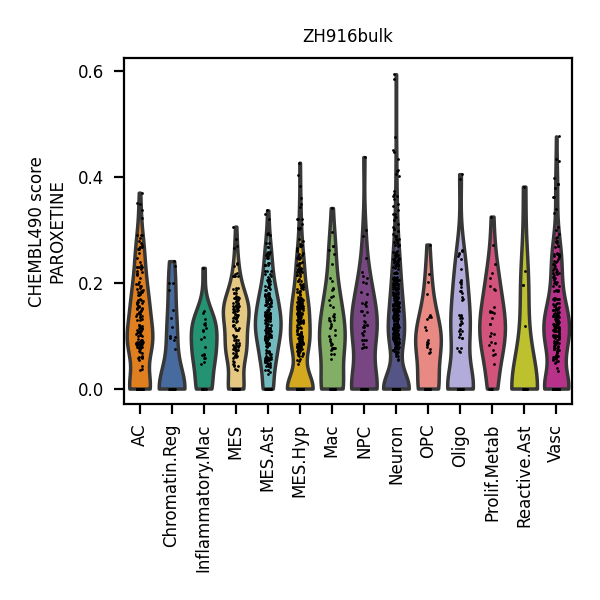 ZH916bulk
CHEMBL490 score
PAROXETINE
0.6
0.4
0.2
0.0
AC
Chromatin.Reg
Inflammatory.Mac
MES
MES.Ast
MES.Hyp
Mac
NPC
Neuron
OPC
Oligo
Prolif.Metab
Reactive.Ast
Vasc